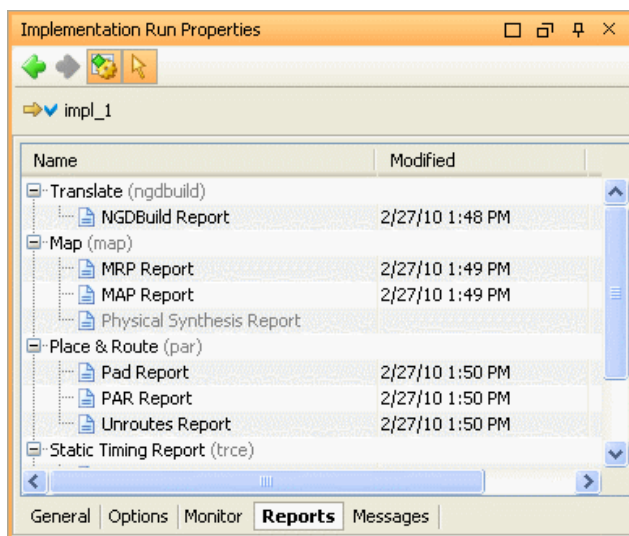 Implementation Run Properties
impl_1
Name Modified
Translate (ngdbuild)
NGDBuild Report 2/27/10 1:48 PM
Map (map)
MRP Report 2/27/10 1:49 PM
MAP Report 2/27/10 1:49 PM
Physical Synthesis Report
Place & Route (par)
Pad Report 2/27/10 1:50 PM
PAR Report 2/27/10 1:50 PM
Unroutes Report 2/27/10 1:50 PM
Static Timing Report (trce)
General Options Monitor Reports Messages